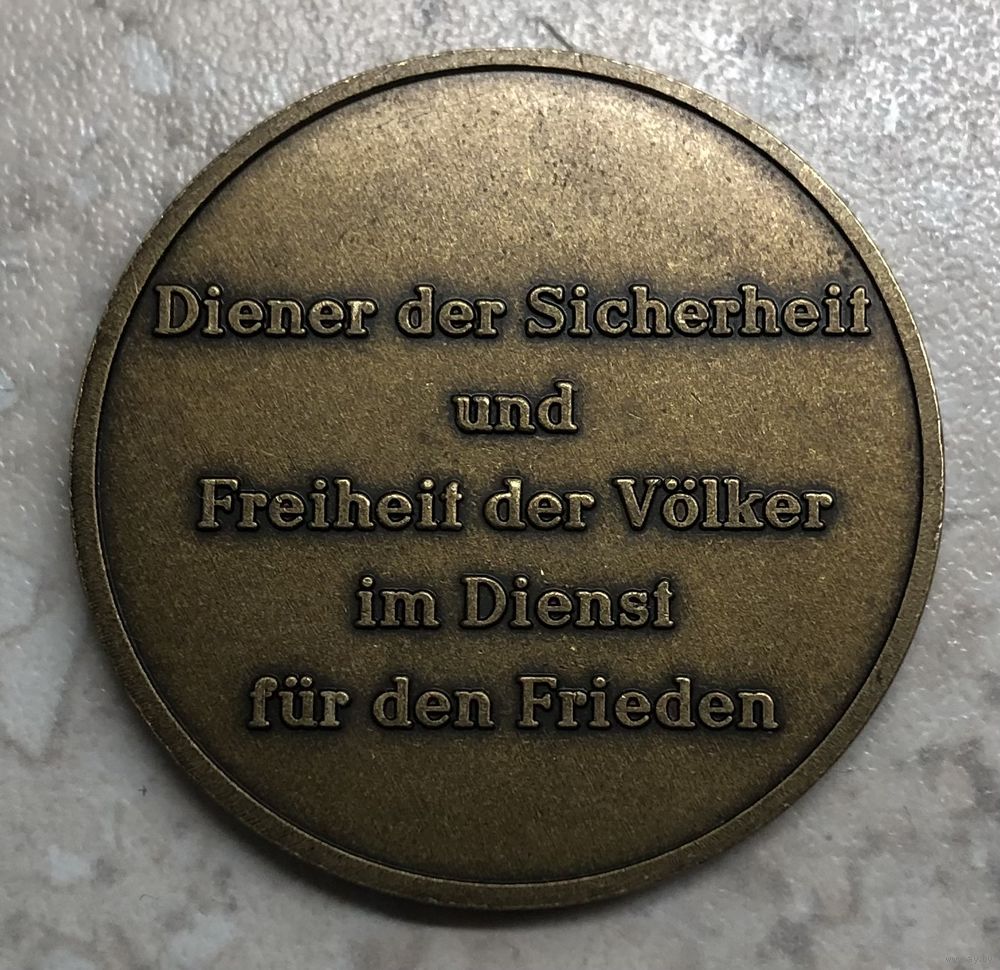 Diener der Sicherheit
und
Freiheit der Völker
im Dienst
für den Frieden